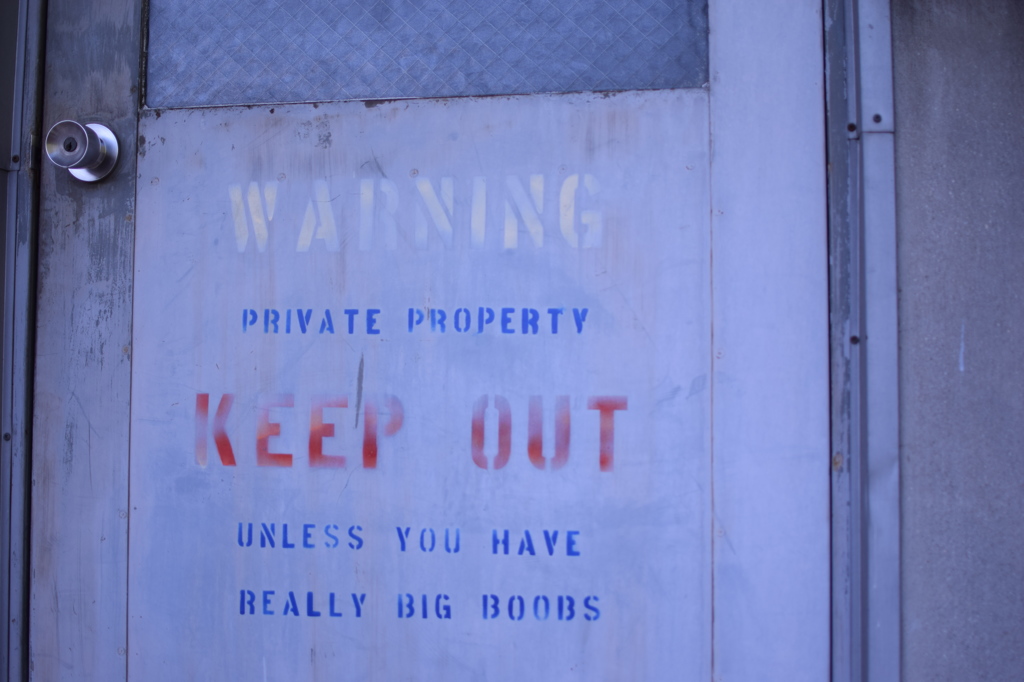 WARNING
PRIVATE PROPERTY
KEEP OUT
UNLESS YOU HAVE
REALLY BIG BOOBS